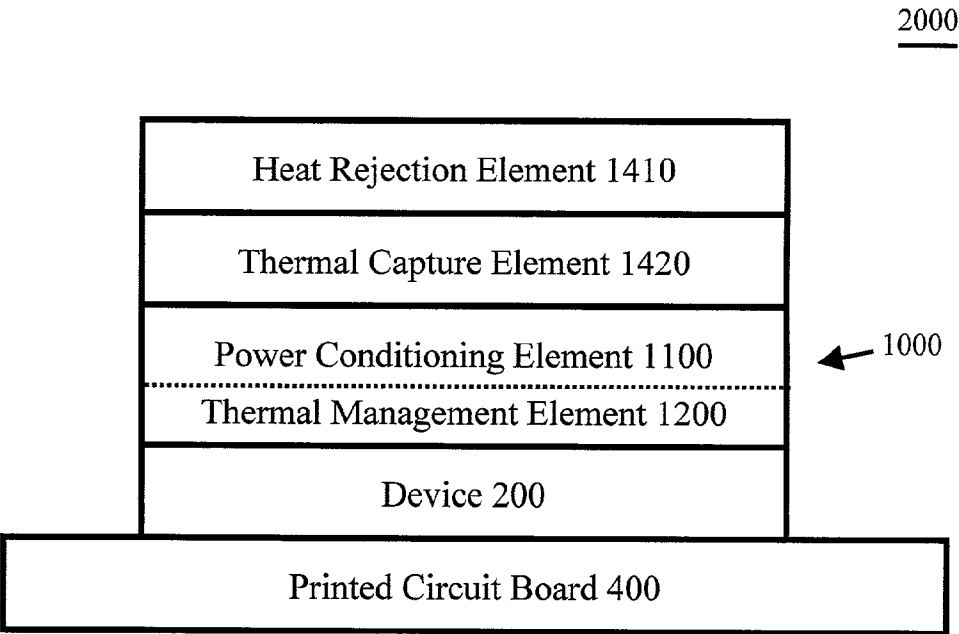 2000
Heat Rejection Element 1410
Thermal Capture Element 1420
Power Conditioning Element 1100
1000
Thermal Management Element 1200
Device 200
Printed Circuit Board 400